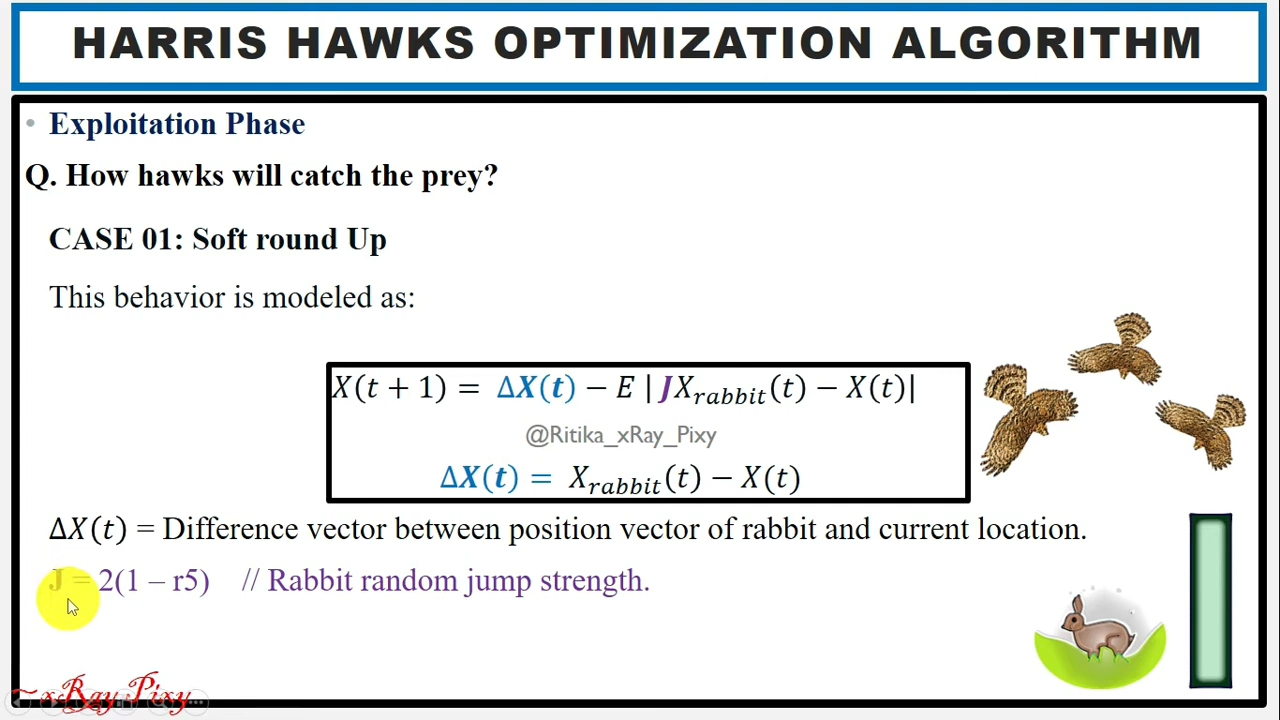 HARRIS HAWKS OPTIMIZATION ALGORITHM
• Exploitation Phase
Q. How hawks will catch the prey?
CASE 01: Soft round Up
This behavior is modeled as:
X(t + 1) = ΔX(t) − E | JX_rabbit(t) − X(t)|
@Ritika_xRay_Pixy
ΔX(t) = X_rabbit(t) − X(t)
ΔX(t) = Difference vector between position vector of rabbit and current location.
J = 2(1 – r5) // Rabbit random jump strength.
~xRay Pixy